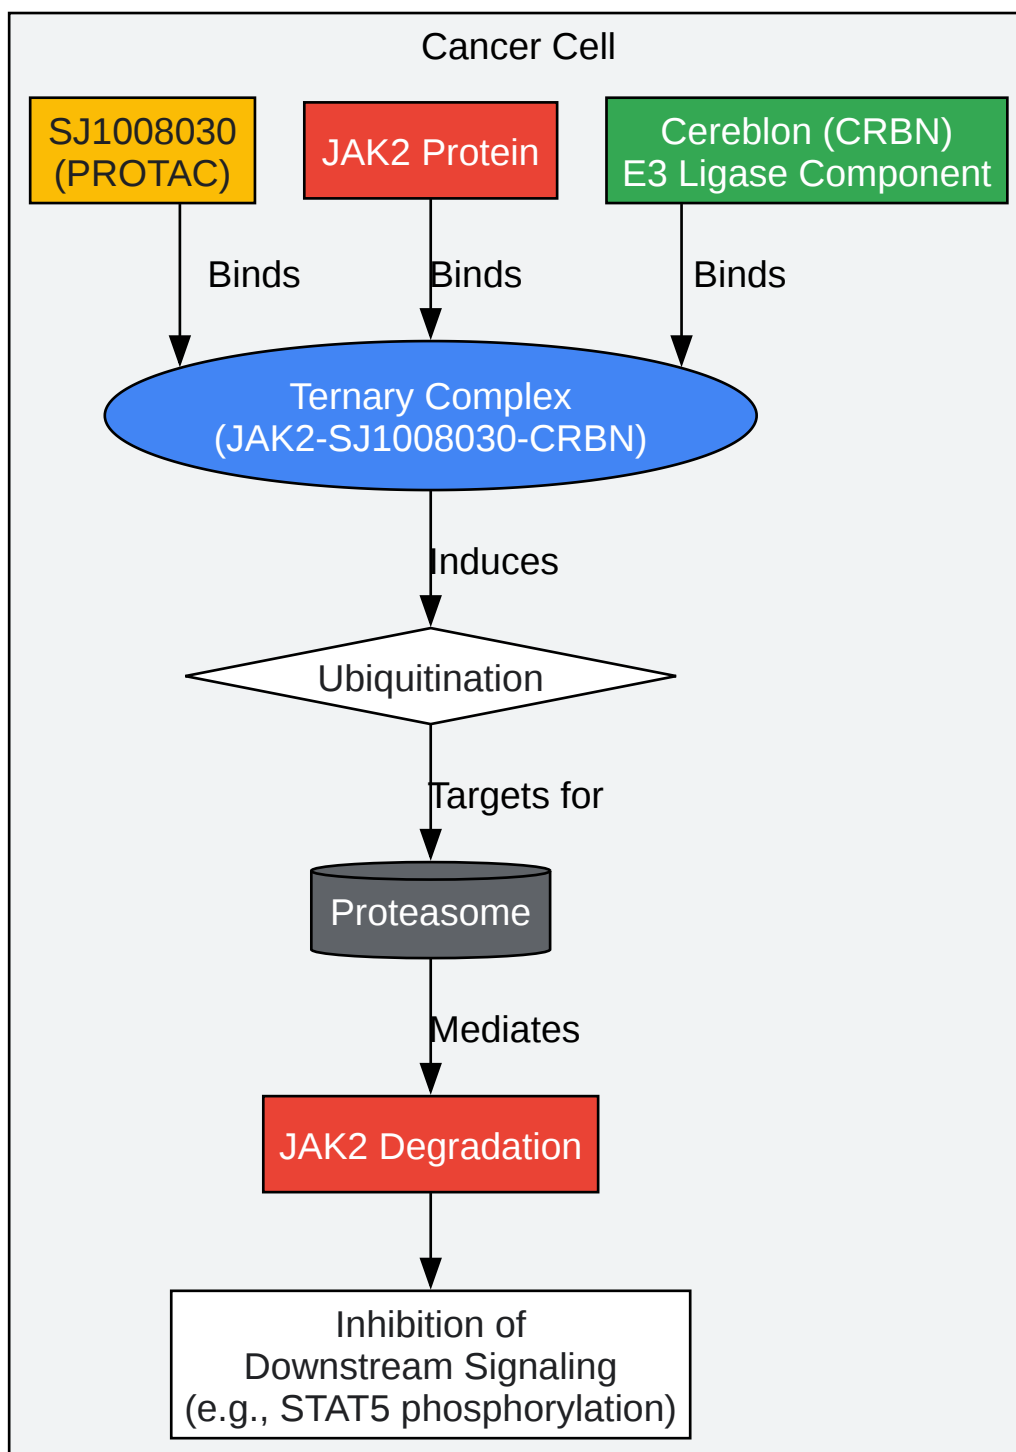 Cancer Cell
SJ1008030
(PROTAC)
JAK2 Protein
Cereblon (CRBN)
E3 Ligase Component
Binds
Binds
Binds
Ternary Complex
(JAK2-SJ1008030-CRBN)
Induces
Ubiquitination
Targets for
Proteasome
Mediates
JAK2 Degradation
Inhibition of
Downstream Signaling
(e.g., STAT5 phosphorylation)